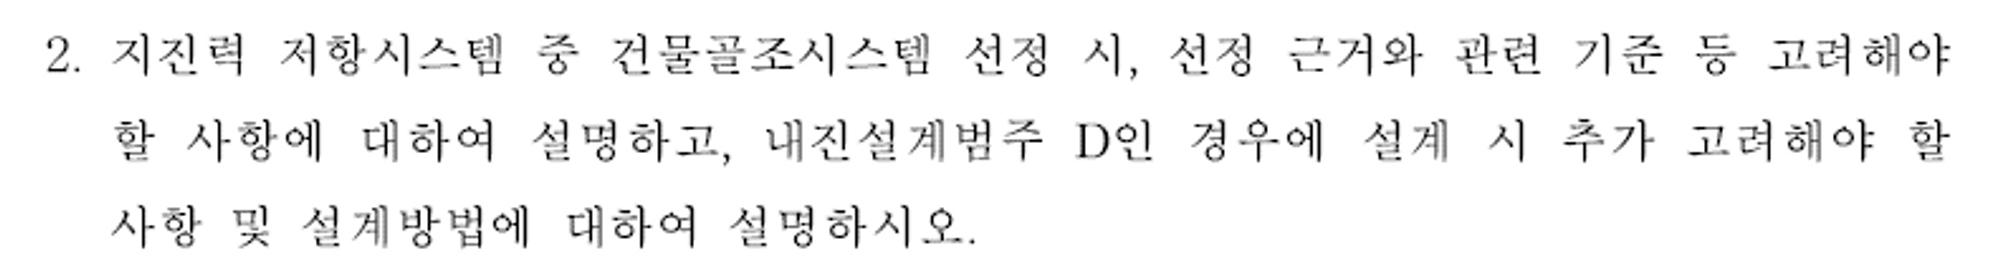 2. 지진력 저항시스템 중 건물골조시스템 선정 시, 선정 근거와 관련 기준 등 고려해야
할 사항에 대하여 설명하고, 내진설계범주 D인 경우에 설계 시 추가 고려해야 할
사항 및 설계방법에 대하여 설명하시오.